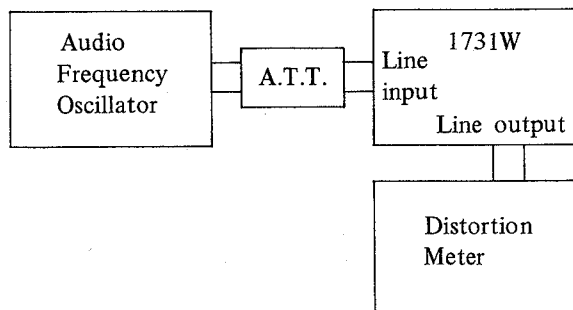 Audio
Frequency
Oscillator
A.T.T.
1731W
Line
input
Line output
Distortion
Meter